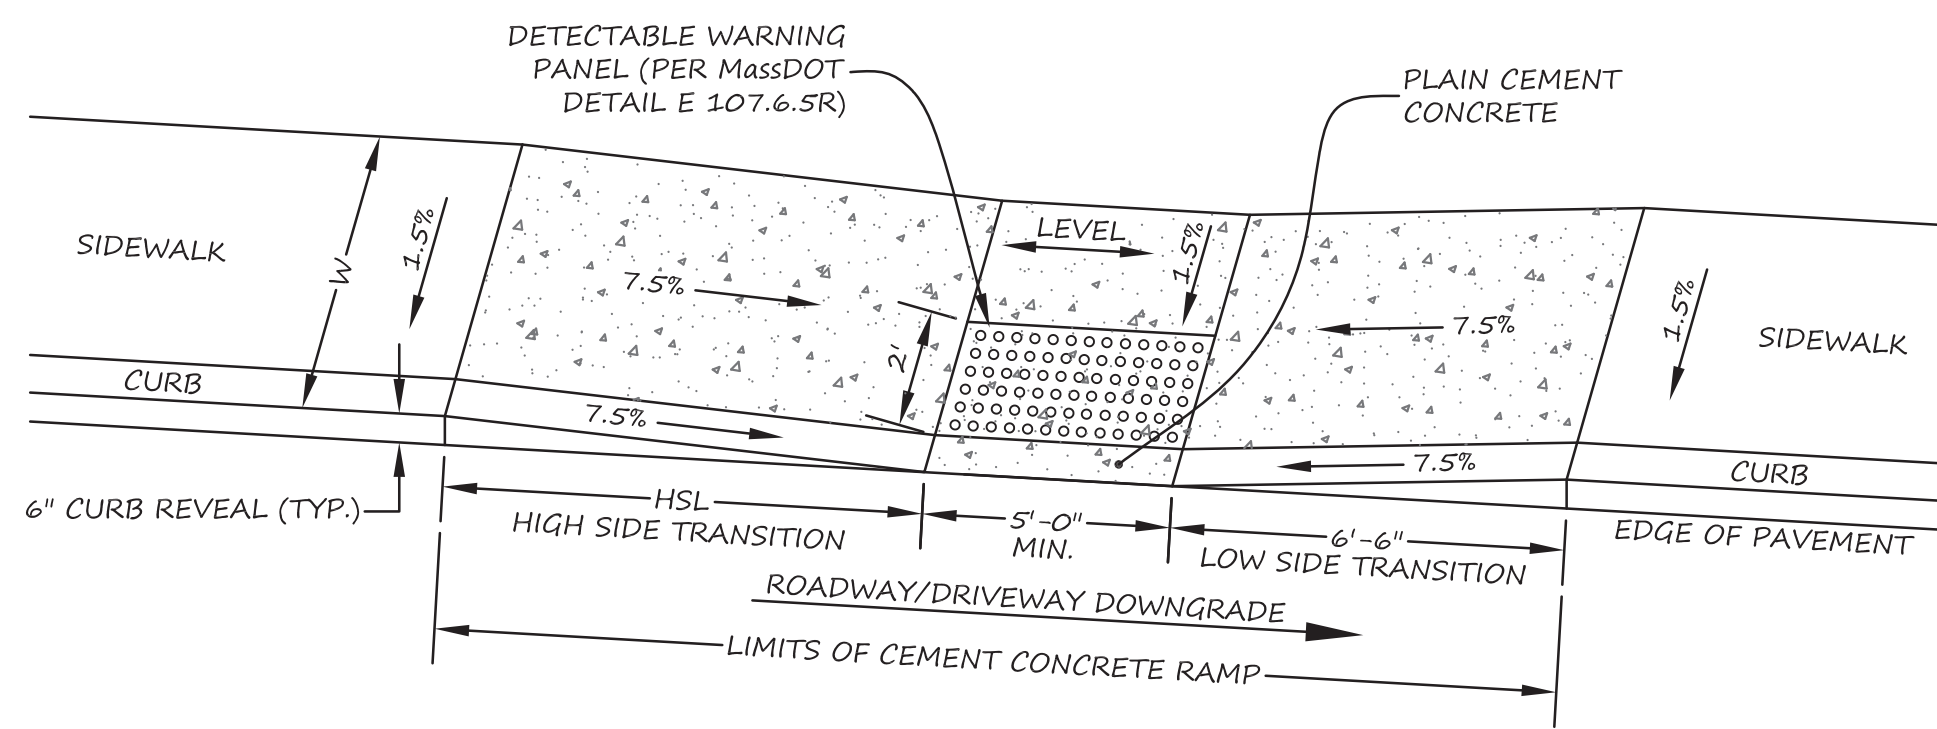 DETECTABLE WARNING
PANEL (PER MassDOT
DETAIL E 107.6.5R)
PLAIN CEMENT
CONCRETE
SIDEWALK
W
1.5%
7.5%
LEVEL
1.5%
7.5%
1.5%
SIDEWALK
2'
CURB
7.5%
7.5%
CURB
6" CURB REVEAL (TYP.)
HSL
HIGH SIDE TRANSITION
5'-0"
MIN.
6'-6"
LOW SIDE TRANSITION
EDGE OF PAVEMENT
ROADWAY/DRIVEWAY DOWNGRADE
LIMITS OF CEMENT CONCRETE RAMP